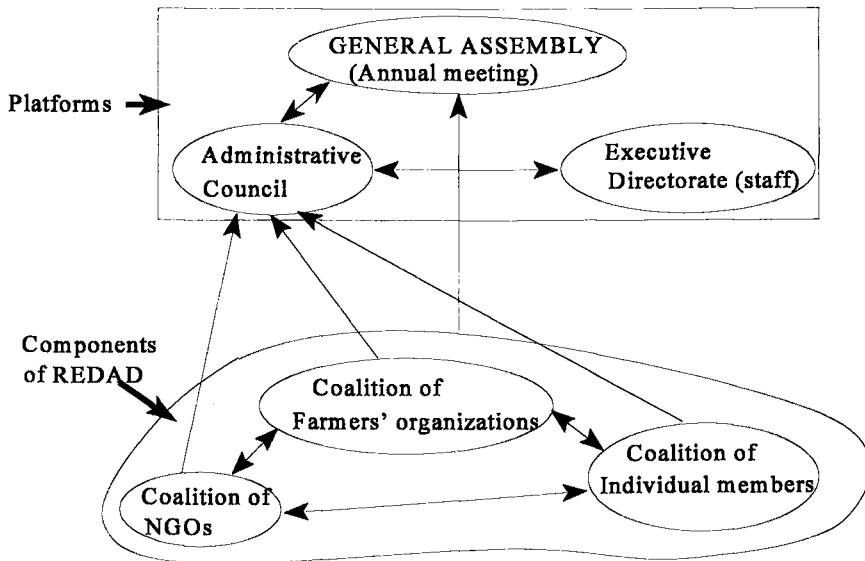 GENERAL ASSEMBLY
(Annual meeting)
Platforms
Administrative
Council
Executive
Directorate (staff)
Components
of REDAD
Coalition of
Farmers' organizations
Coalition of
Individual members
Coalition of
NGOs